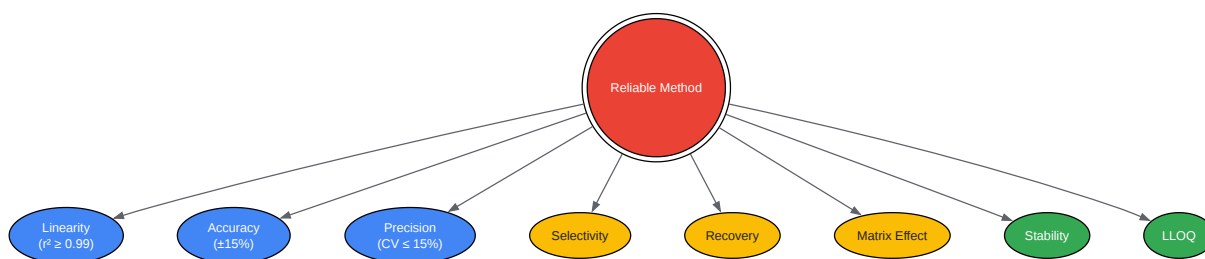 Reliable Method
Linearity
(r² ≥ 0.99)
Accuracy
(±15%)
Precision
(CV ≤ 15%)
Selectivity
Recovery
Matrix Effect
Stability
LLOQ